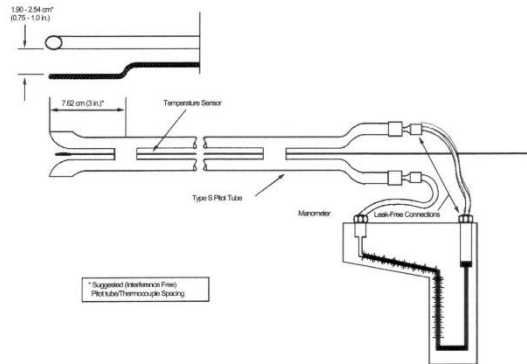 1.90 - 2.54 cm*
(0.75 - 1.0 in.)
7.62 cm (3 in.)*
Temperature Sensor
Type S Pitot Tube
Leak-Free Connections
Manometer
* Suggested (Interference Free)
Pitot tube/Thermocouple Spacing